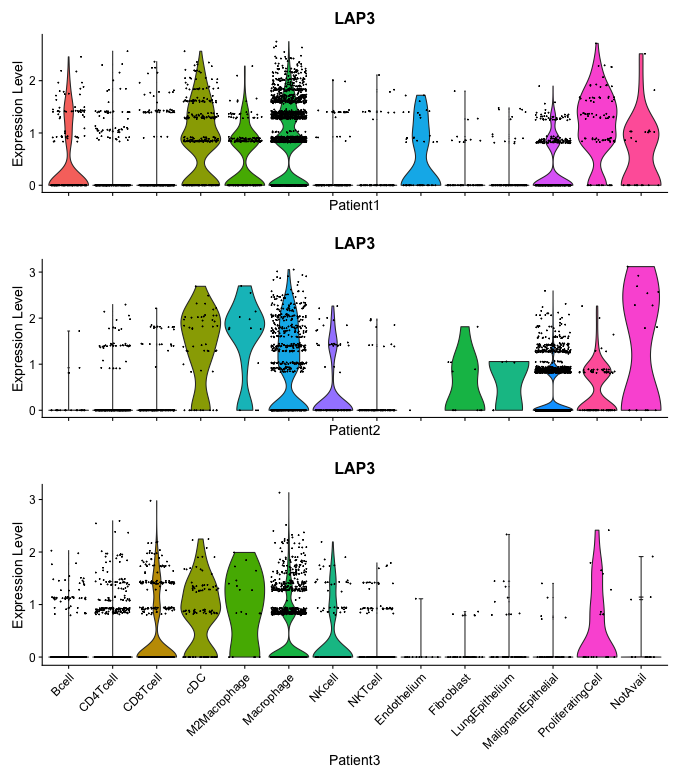 LAP3
Expression Level
2
1
0
Patient1
LAP3
Expression Level
3
2
1
0
Patient2
LAP3
Expression Level
3
2
1
0
Bcell
CD4Tcell
CD8Tcell
cDC
M2Macrophage
Macrophage
NKcell
NKTcell
Endothelium
Fibroblast
LungEpithelium
MalignantEpithelial
ProliferatingCell
NotAvail
Patient3